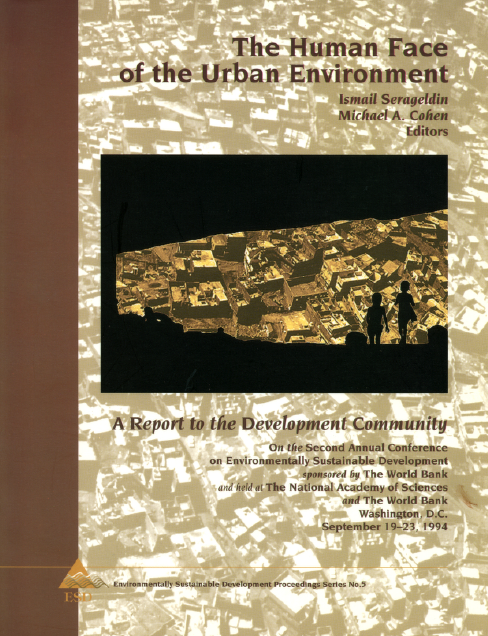 The Human Face
of the Urban Environment
Ismail Serageldin
Michael A. Cohen
Editors
A Report to the Development Community
On the Second Annual Conference
on Environmentally Sustainable Development
sponsored by The World Bank
and held at The National Academy of Sciences
and The World Bank
Washington, D.C.
September 19–23, 1994
Environmentally Sustainable Development Proceedings Series No.5
ESD